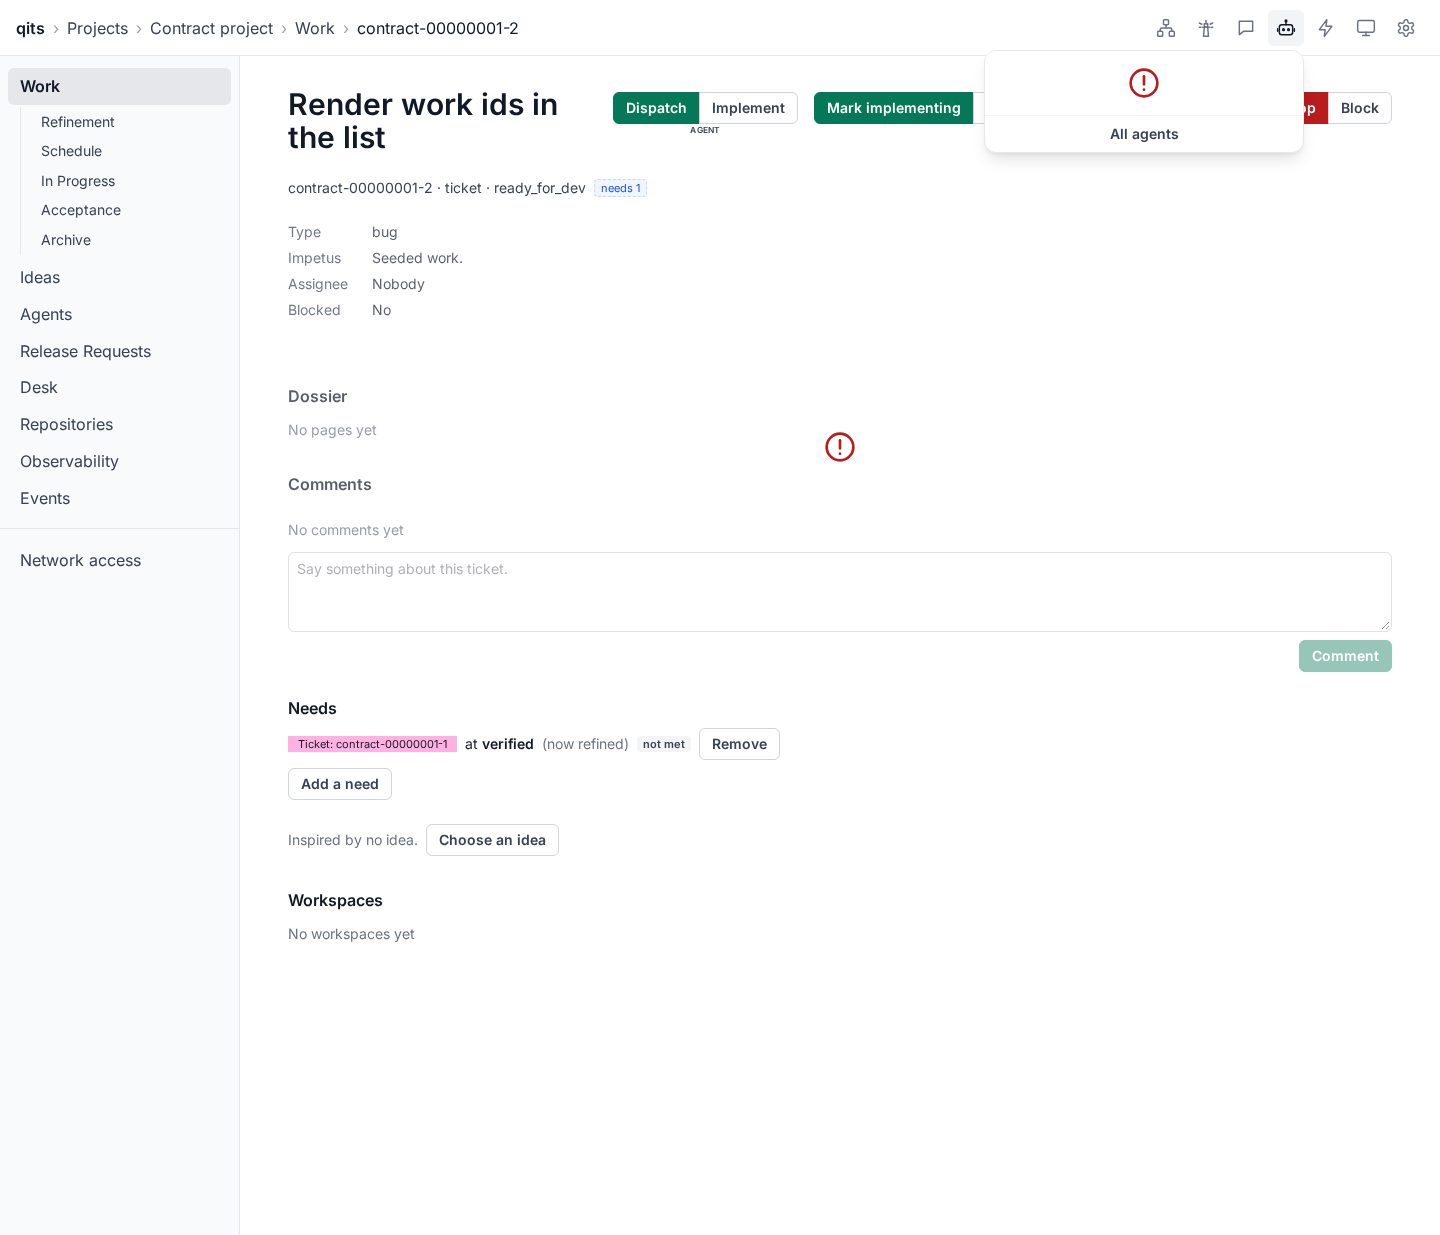 qits › Projects › Contract project › Work › contract-00000001-2
Work
Refinement
Schedule
In Progress
Acceptance
Archive
Ideas
Agents
Release Requests
Desk
Repositories
Observability
Events
Network access
Render work ids in
the list
Dispatch Implement
AGENT
Mark implementing
Block
All agents
contract-00000001-2 · ticket · ready_for_dev needs 1
Type bug
Impetus Seeded work.
Assignee Nobody
Blocked No
Dossier
No pages yet
Comments
No comments yet
Say something about this ticket.
Comment
Needs
Ticket: contract-00000001-1 at verified (now refined) not met Remove
Add a need
Inspired by no idea. Choose an idea
Workspaces
No workspaces yet